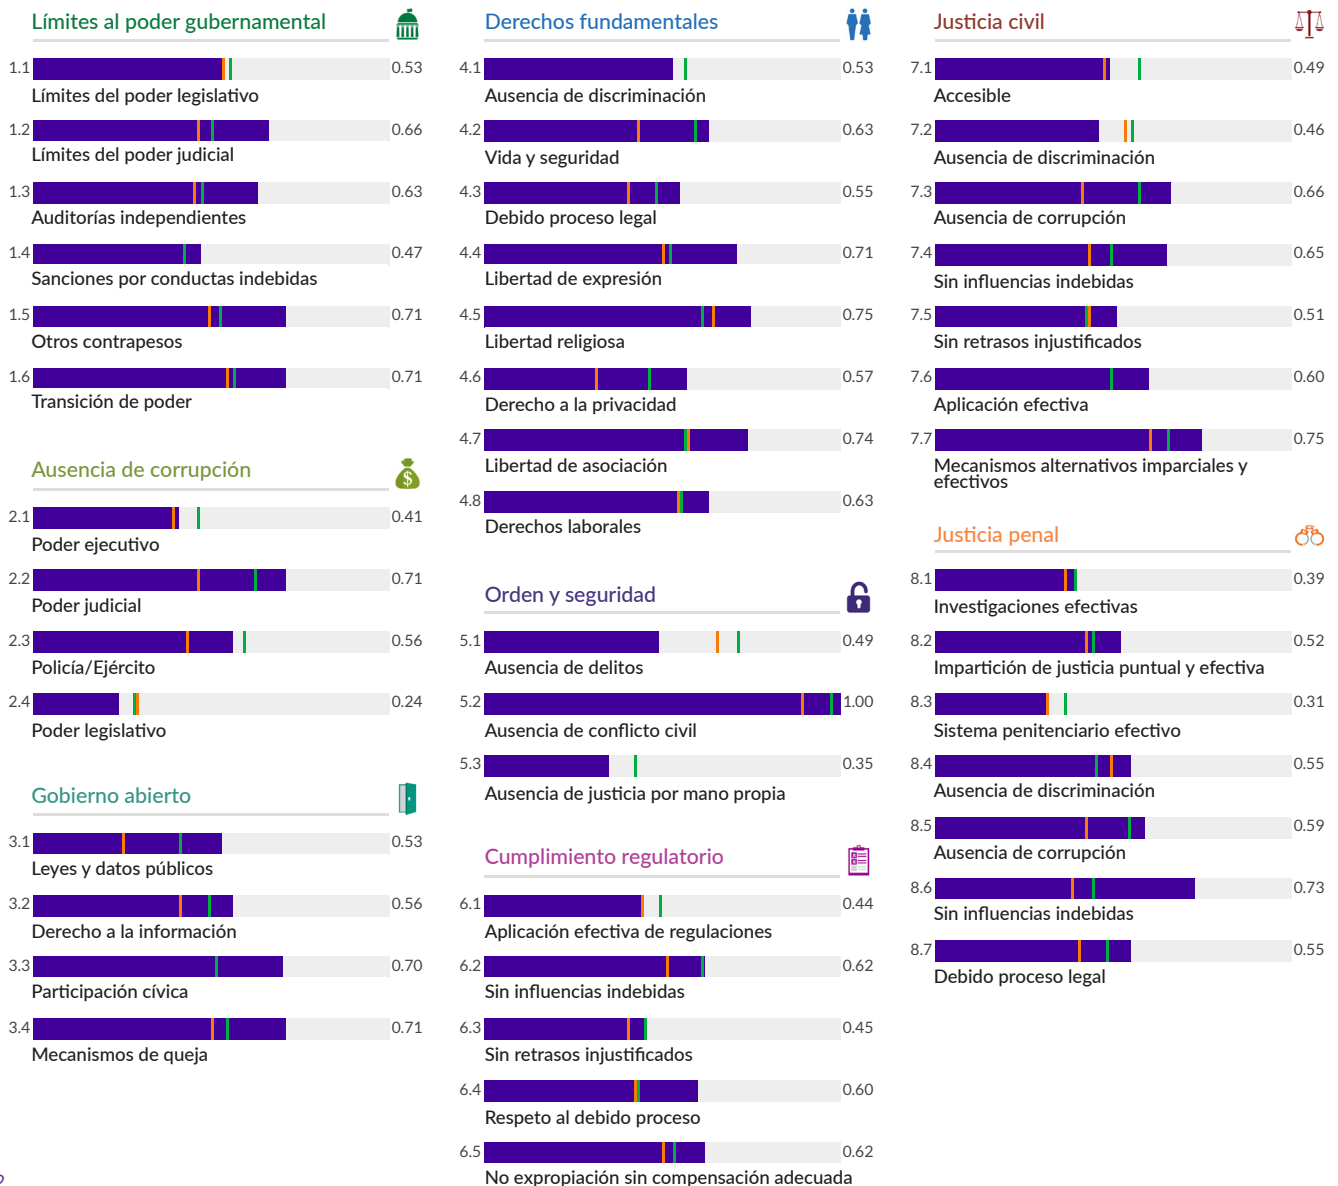 Límites al poder gubernamental
1.1 0.53
Límites del poder legislativo
1.2 0.66
Límites del poder judicial
1.3 0.63
Auditorías independientes
1.4 0.47
Sanciones por conductas indebidas
1.5 0.71
Otros contrapesos
1.6 0.71
Transición de poder
Ausencia de corrupción
$
2.1 0.41
Poder ejecutivo
2.2 0.71
Poder judicial
2.3 0.56
Policía/Ejército
2.4 0.24
Poder legislativo
Gobierno abierto
3.1 0.53
Leyes y datos públicos
3.2 0.56
Derecho a la información
3.3 0.70
Participación cívica
3.4 0.71
Mecanismos de queja
Derechos fundamentales
4.1 0.53
Ausencia de discriminación
4.2 0.63
Vida y seguridad
4.3 0.55
Debido proceso legal
4.4 0.71
Libertad de expresión
4.5 0.75
Libertad religiosa
4.6 0.57
Derecho a la privacidad
4.7 0.74
Libertad de asociación
4.8 0.63
Derechos laborales
Orden y seguridad
5.1 0.49
Ausencia de delitos
5.2 1.00
Ausencia de conflicto civil
5.3 0.35
Ausencia de justicia por mano propia
Cumplimiento regulatorio
6.1 0.44
Aplicación efectiva de regulaciones
6.2 0.62
Sin influencias indebidas
6.3 0.45
Sin retrasos injustificados
6.4 0.60
Respeto al debido proceso
6.5 0.62
No expropiación sin compensación adecuada
Justicia civil
7.1 0.49
Accesible
7.2 0.46
Ausencia de discriminación
7.3 0.66
Ausencia de corrupción
7.4 0.65
Sin influencias indebidas
7.5 0.51
Sin retrasos injustificados
7.6 0.60
Aplicación efectiva
7.7 0.75
Mecanismos alternativos imparciales y
efectivos
Justicia penal
8.1 0.39
Investigaciones efectivas
8.2 0.52
Impartición de justicia puntual y efectiva
8.3 0.31
Sistema penitenciario efectivo
8.4 0.55
Ausencia de discriminación
8.5 0.59
Ausencia de corrupción
8.6 0.73
Sin influencias indebidas
8.7 0.55
Debido proceso legal